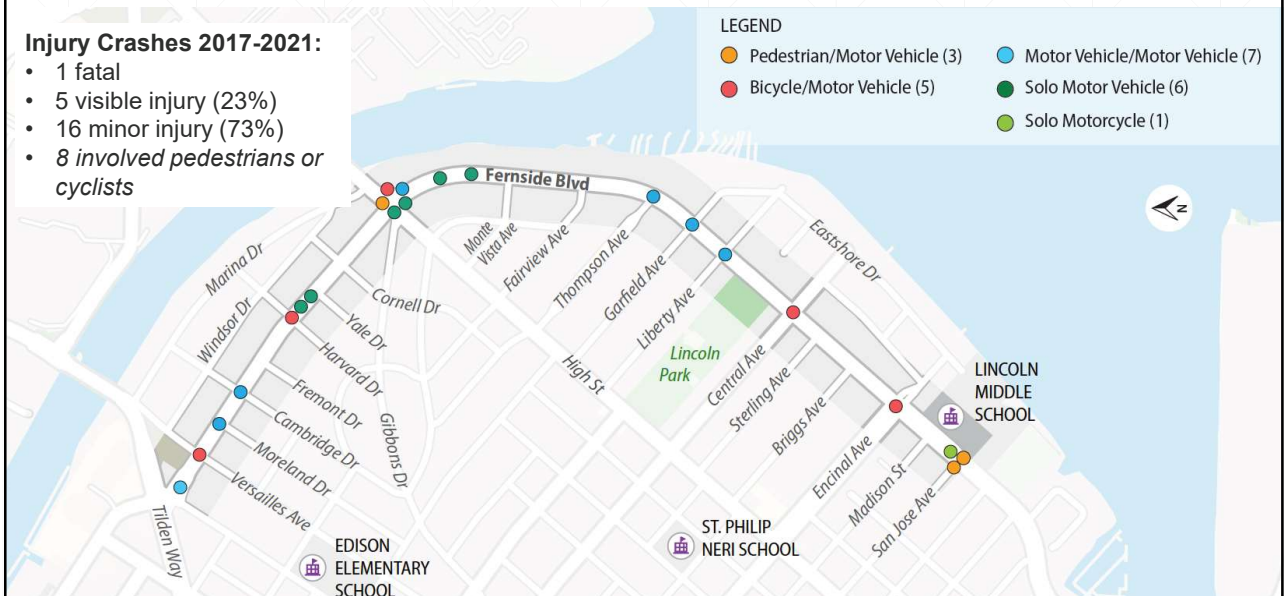 Injury Crashes 2017-2021:
• 1 fatal
• 5 visible injury (23%)
• 16 minor injury (73%)
• 8 involved pedestrians or
cyclists
LEGEND
Pedestrian/Motor Vehicle (3)
Bicycle/Motor Vehicle (5)
Motor Vehicle/Motor Vehicle (7)
Solo Motor Vehicle (6)
Solo Motorcycle (1)
N
Fernside Blvd
Marina Dr
Windsor Dr
Monte
Vista Ave
Fairview Ave
Thompson Ave
Garfield Ave
Liberty Ave
Eastshore Dr
Cornell Dr
Yale Dr
Harvard Dr
Fremont Dr
Cambridge Dr
Moreland Dr
Versailles Ave
Gibbons Dr
High St
Lincoln
Park
Central Ave
Sterling Ave
Briggs Ave
Encinal Ave
Madison St
San Jose Ave
LINCOLN
MIDDLE
SCHOOL
Tilden Way
EDISON
ELEMENTARY
SCHOOL
ST. PHILIP
NERI SCHOOL